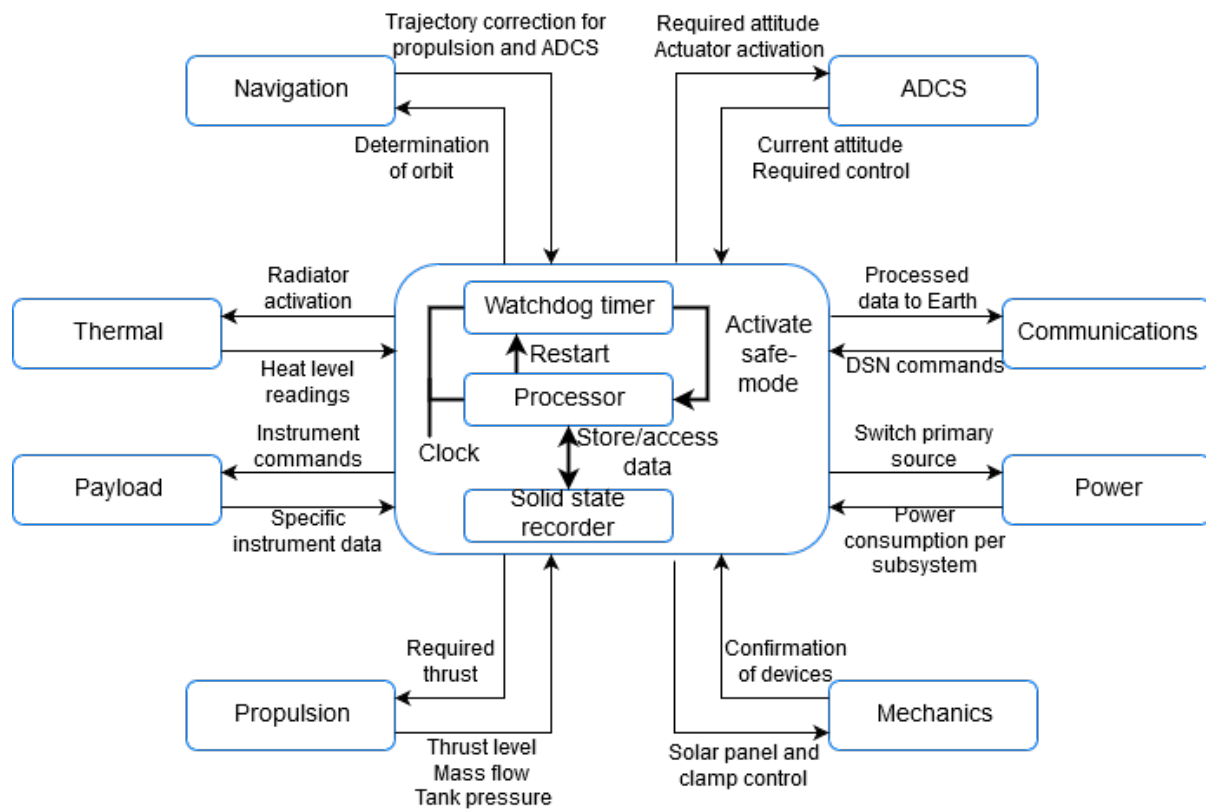 Trajectory correction for
propulsion and ADCS
Required attitude
Actuator activation
Navigation
ADCS
Determination
of orbit
Current attitude
Required control
Radiator
activation
Thermal
Heat level
readings
Watchdog timer
Restart
Processor
Activate
safe-
mode
Clock
Store/access
data
Solid state
recorder
Processed
data to Earth
Communications
DSN commands
Instrument
commands
Payload
Specific
instrument data
Switch primary
source
Power
Power
consumption per
subsystem
Required
thrust
Propulsion
Thrust level
Mass flow
Tank pressure
Confirmation
of devices
Mechanics
Solar panel and
clamp control